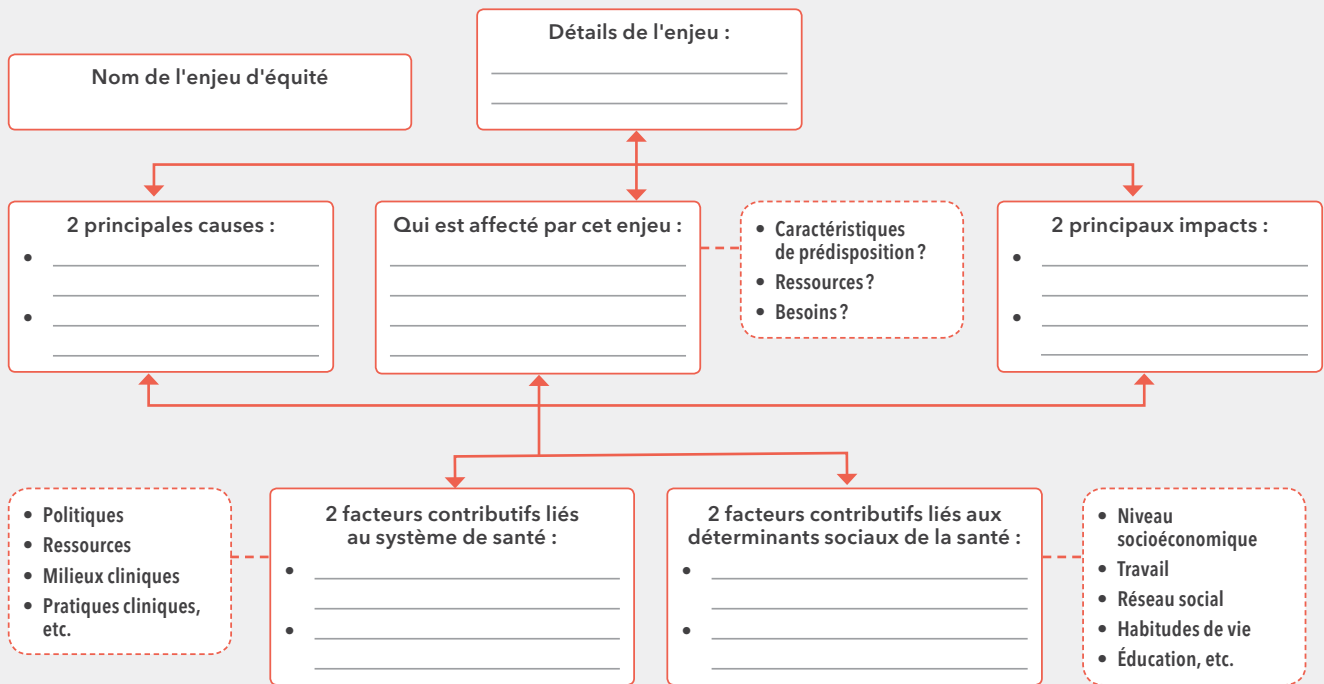 Nom de l'enjeu d'équité
Détails de l'enjeu :
2 principales causes :
Qui est affecté par cet enjeu :
• Caractéristiques
de prédisposition ?
• Ressources ?
• Besoins ?
2 principaux impacts :
• Politiques
• Ressources
• Milieux cliniques
• Pratiques cliniques,
etc.
2 facteurs contributifs liés
au système de santé :
2 facteurs contributifs liés aux
déterminants sociaux de la santé :
• Niveau
socioéconomique
• Travail
• Réseau social
• Habitudes de vie
• Éducation, etc.